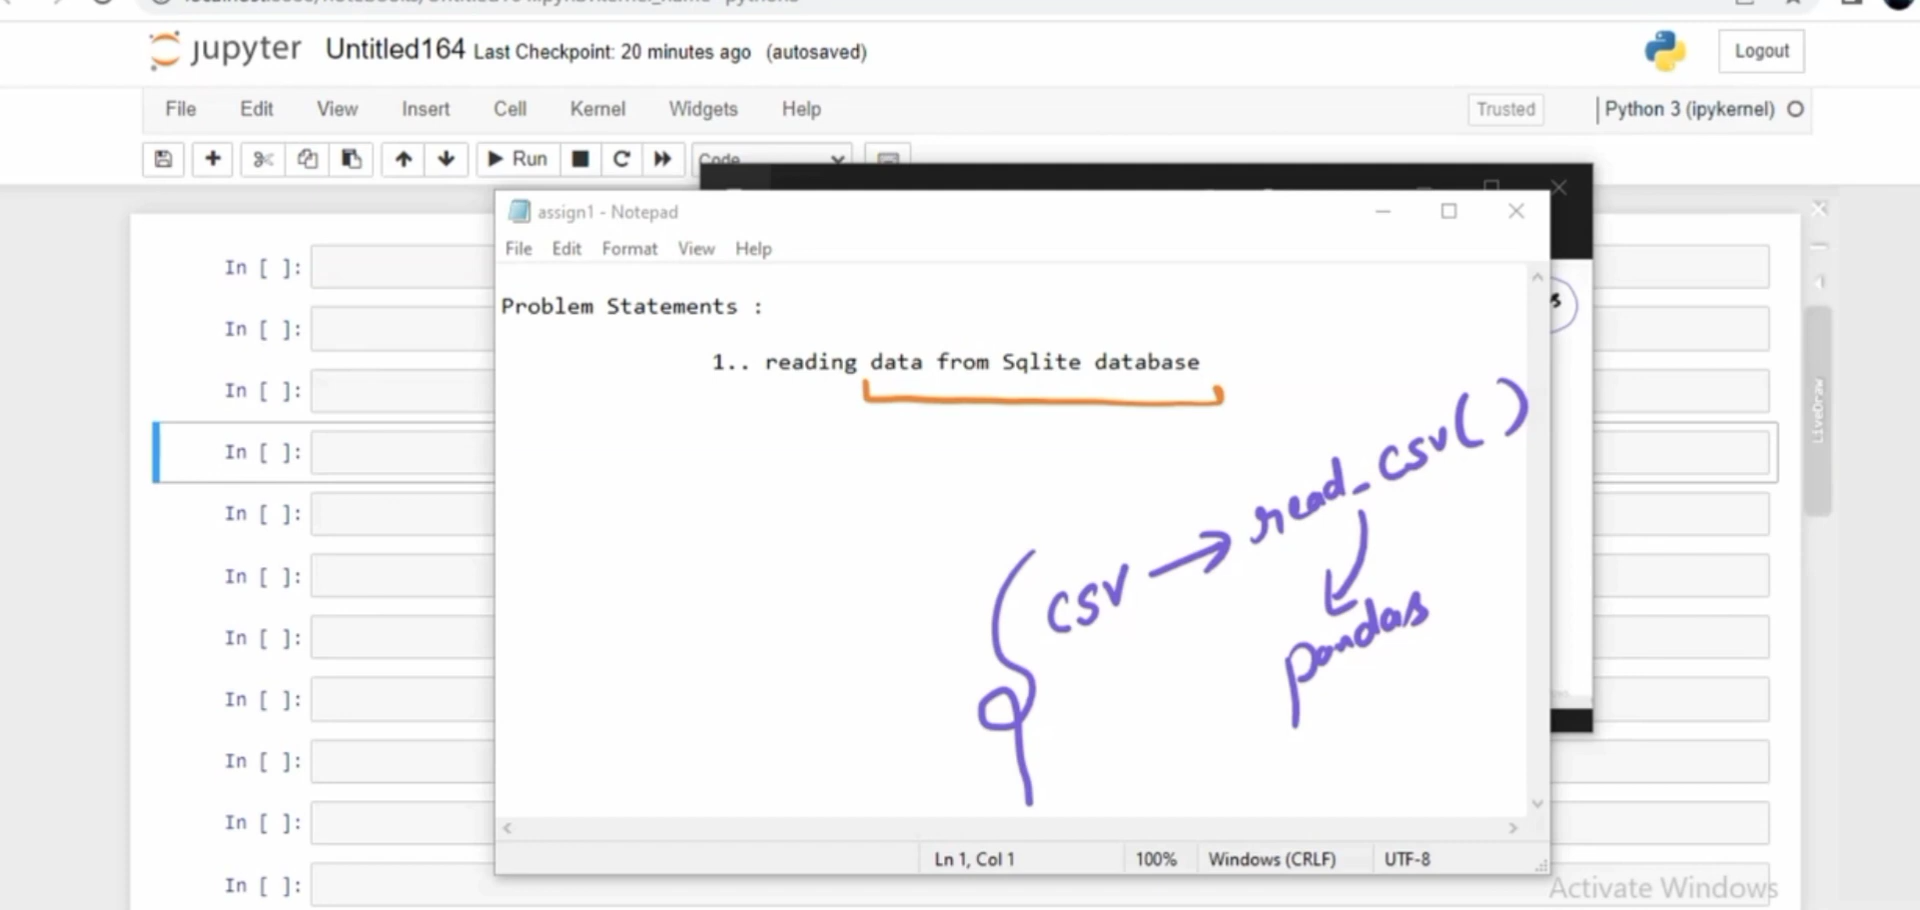 jupyter Untitled164 Last Checkpoint: 20 minutes ago (autosaved)
Logout
File Edit View Insert Cell Kernel Widgets Help
Trusted
Python 3 (ipykernel)
Run
Code
assign1 - Notepad
File Edit Format View Help
Problem Statements :
1.. reading data from Sqlite database
csv → read_csv()
pandas
In [ ]:
In [ ]:
In [ ]:
In [ ]:
In [ ]:
In [ ]:
In [ ]:
In [ ]:
In [ ]:
In [ ]:
In [ ]:
LiveDraw
Ln 1, Col 1 100% Windows (CRLF) UTF-8
Activate Windows